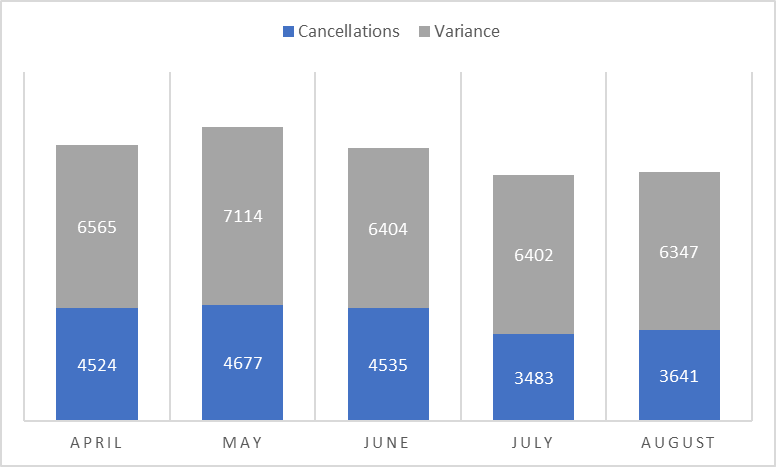 Cancellations Variance
6565 7114 6404 6402 6347
4524 4677 4535 3483 3641
APRIL MAY JUNE JULY AUGUST